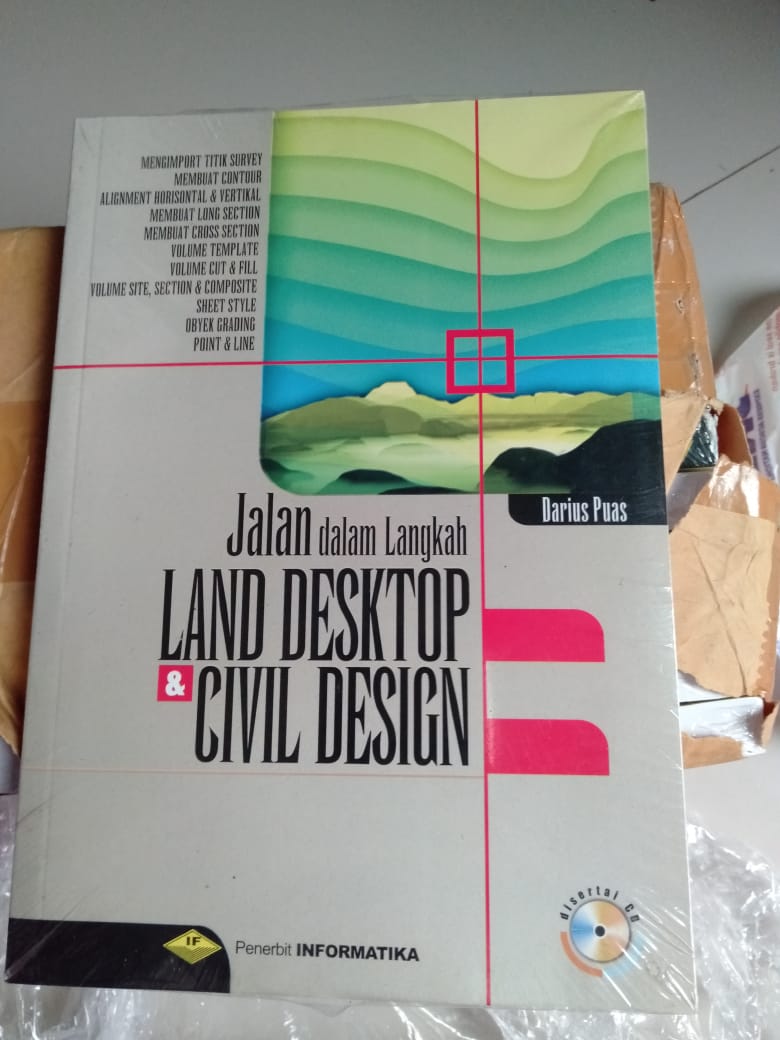 MENGIMPORT TITIK SURVEY
MEMBUAT CONTOUR
ALIGNMENT HORISONTAL & VERTIKAL
MEMBUAT LONG SECTION
MEMBUAT CROSS SECTION
VOLUME TEMPLATE
VOLUME CUT & FILL
VOLUME SITE, SECTION & COMPOSITE
SHEET STYLE
OBYEK GRADING
POINT & LINE
Darius Puas
Jalan dalam Langkah
LAND DESKTOP
& CIVIL DESIGN
disertai CD
IF
Penerbit INFORMATIKA